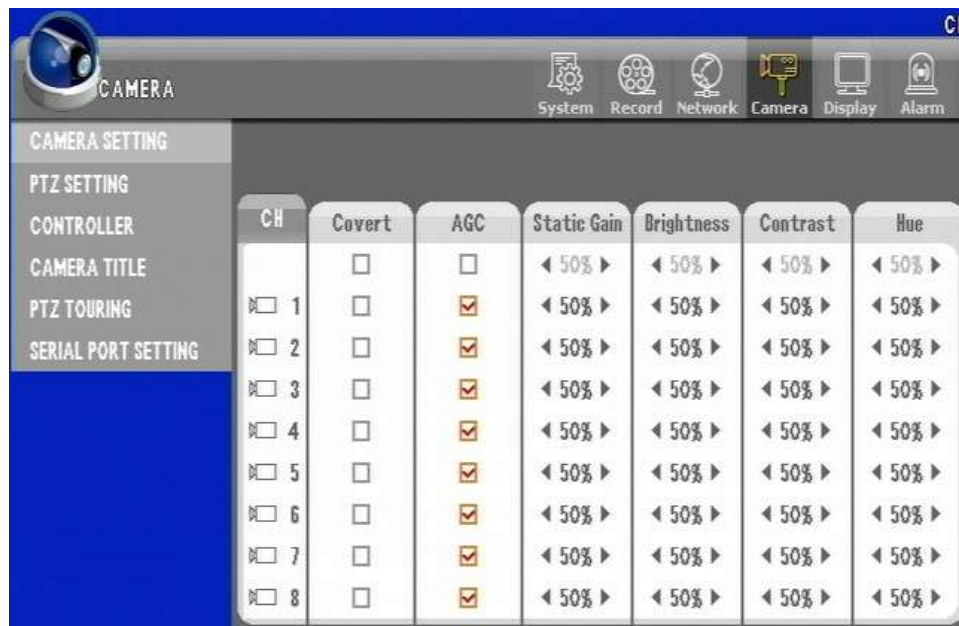 CAMERA
System Record Network Camera Display Alarm
CAMERA SETTING
PTZ SETTING
CONTROLLER
CAMERA TITLE
PTZ TOURING
SERIAL PORT SETTING
CH Covert AGC Static Gain Brightness Contrast Hue
50% 50% 50% 50%
1 50% 50% 50% 50%
2 50% 50% 50% 50%
3 50% 50% 50% 50%
4 50% 50% 50% 50%
5 50% 50% 50% 50%
6 50% 50% 50% 50%
7 50% 50% 50% 50%
8 50% 50% 50% 50%